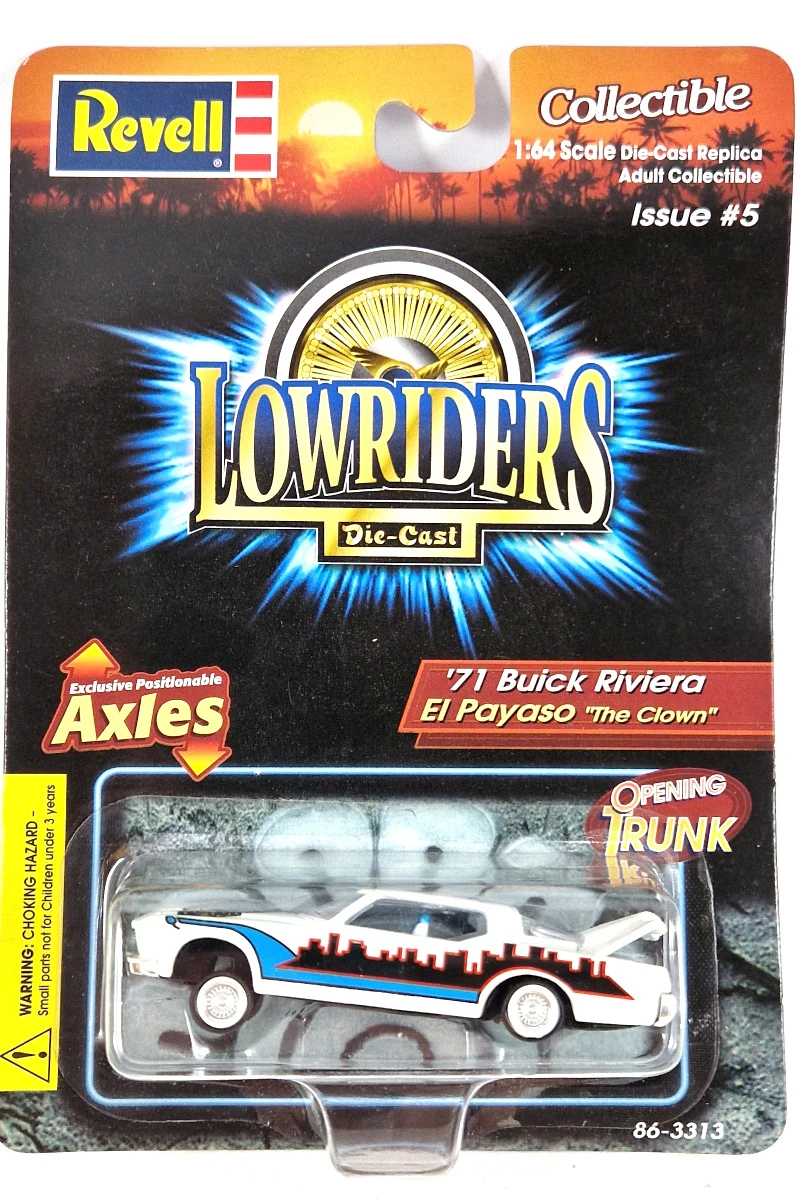 Revell®
Collectible
1:64 Scale Die-Cast Replica
Adult Collectible
Issue #5
LOWRIDERS
Die-Cast
Exclusive Positionable
Axles
'71 Buick Riviera
El Payaso "The Clown"
OPENING
TRUNK
WARNING: CHOKING HAZARD -
Small parts not for Children under 3 years
86-3313